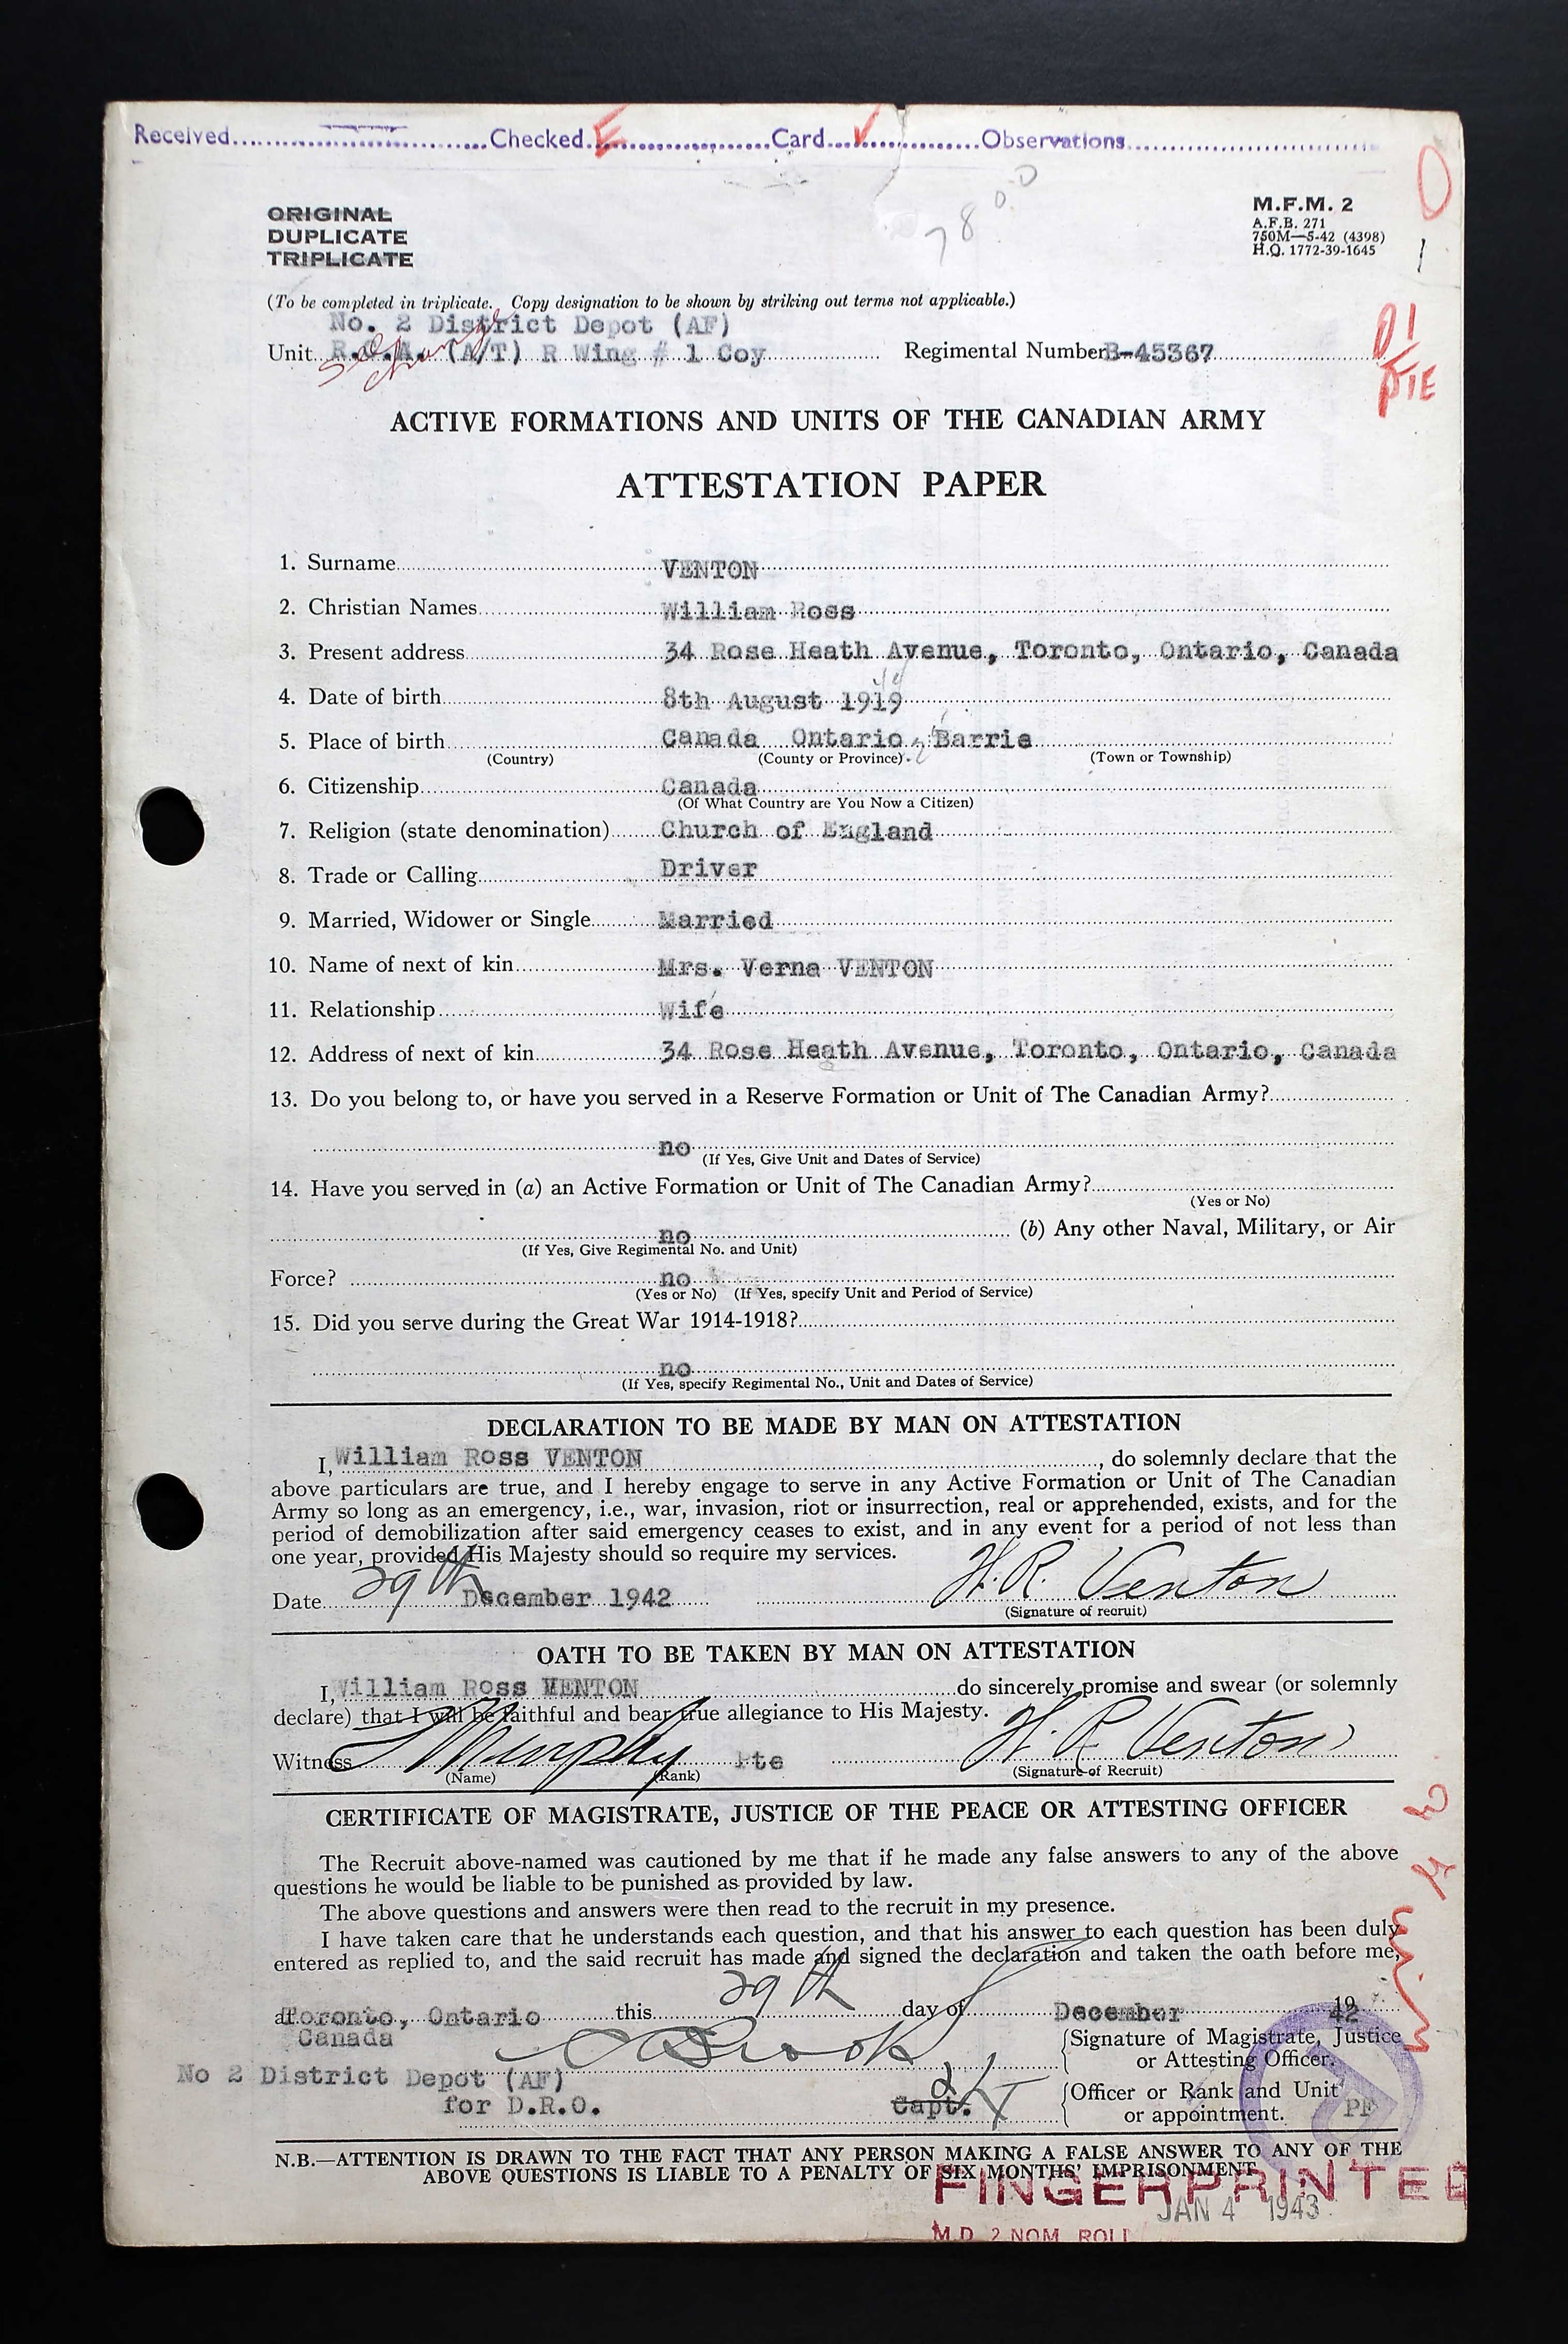 Received Checked E Card Observations
ORIGINAL
DUPLICATE
TRIPLICATE
M.F.M. 2
A.F.B. 271
750M—5-42 (4398)
H.Q. 1772-39-1645
(To be completed in triplicate. Copy designation to be shown by striking out terms not applicable.)
No. 2 District Depot (AF)
Unit R.C.A. (A/T) R Wing # 1 Coy Regimental Number B-45367
ACTIVE FORMATIONS AND UNITS OF THE CANADIAN ARMY
ATTESTATION PAPER
1. Surname VENTON
2. Christian Names William Ross
3. Present address 34 Rose Heath Avenue, Toronto, Ontario, Canada
4. Date of birth 8th August 1919
5. Place of birth Canada Ontario Barrie
(Country) (County or Province) (Town or Township)
6. Citizenship Canada
(Of What Country are You Now a Citizen)
7. Religion (state denomination) Church of England
8. Trade or Calling Driver
9. Married, Widower or Single Married
10. Name of next of kin Mrs. Verna VENTON
11. Relationship Wife
12. Address of next of kin 34 Rose Heath Avenue, Toronto, Ontario, Canada
13. Do you belong to, or have you served in a Reserve Formation or Unit of The Canadian Army?
no
(If Yes, Give Unit and Dates of Service)
14. Have you served in (a) an Active Formation or Unit of The Canadian Army?
(Yes or No)
no (b) Any other Naval, Military, or Air
(If Yes, Give Regimental No. and Unit)
Force? no
(Yes or No) (If Yes, specify Unit and Period of Service)
15. Did you serve during the Great War 1914-1918?
no
(If Yes, specify Regimental No., Unit and Dates of Service)
DECLARATION TO BE MADE BY MAN ON ATTESTATION
I, William Ross VENTON, do solemnly declare that the
above particulars are true, and I hereby engage to serve in any Active Formation or Unit of The Canadian
Army so long as an emergency, i.e., war, invasion, riot or insurrection, real or apprehended, exists, and for the
period of demobilization after said emergency ceases to exist, and in any event for a period of not less than
one year, provided His Majesty should so require my services.
Date 29th December 1942 W.R. Venton
(Signature of recruit)
OATH TO BE TAKEN BY MAN ON ATTESTATION
I, William Ross VENTON do sincerely promise and swear (or solemnly
declare) that I will be faithful and bear true allegiance to His Majesty.
Witness Murphy Pte W.R. Venton
(Name) (Rank) (Signature of Recruit)
CERTIFICATE OF MAGISTRATE, JUSTICE OF THE PEACE OR ATTESTING OFFICER
The Recruit above-named was cautioned by me that if he made any false answers to any of the above
questions he would be liable to be punished as provided by law.
The above questions and answers were then read to the recruit in my presence.
I have taken care that he understands each question, and that his answer to each question has been duly
entered as replied to, and the said recruit has made and signed the declaration and taken the oath before me,
at Toronto, Ontario this 29th day of December 19 42
Canada
Brook
{Signature of Magistrate, Justice
or Attesting Officer.
No 2 District Depot (AF)
for D.R.O. Capt. 2/Lt
{Officer or Rank and Unit
or appointment. PF
N.B.—ATTENTION IS DRAWN TO THE FACT THAT ANY PERSON MAKING A FALSE ANSWER TO ANY OF THE
ABOVE QUESTIONS IS LIABLE TO A PENALTY OF SIX MONTHS' IMPRISONMENT
FINGERPRINTED
JAN 4 1943
M.D. 2 NOM. ROLL